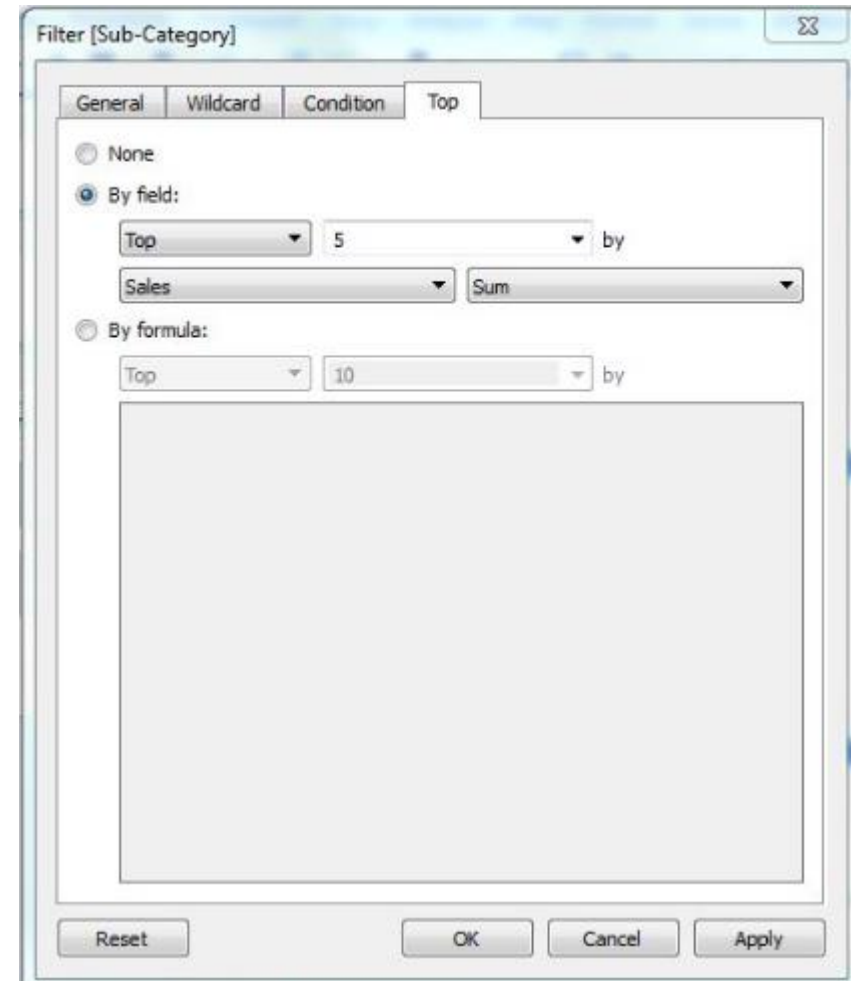 Filter [Sub-Category]
General Wildcard Condition Top
None
By field:
Top 5 by
Sales Sum
By formula:
Top 10 by
Reset OK Cancel Apply